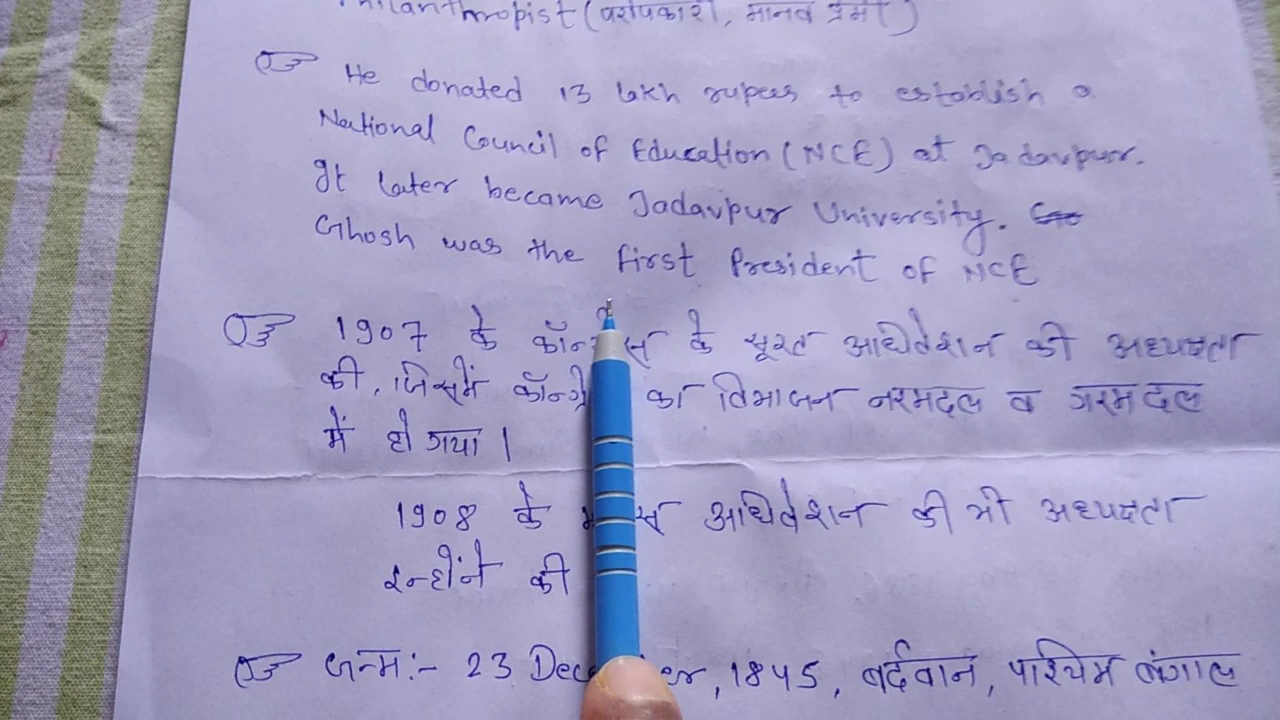 Philanthropist (परोपकारी, मानव प्रेमी)
He donated 13 lakh rupees to establish a
National Council of Education (NCE) at Jadavpur.
It later became Jadavpur University.
Ghosh was the first President of NCE
1907 के के सूरत अधिवेशन की अध्यक्षता
की, जिसमें का विभाजन नरमदल व गरमदल
में हो गया।
1908 के अधिवेशन की भी अध्यक्षता
इन्होंने की
जन्म:- 23 1845, बर्दवान, पश्चिम बंगाल